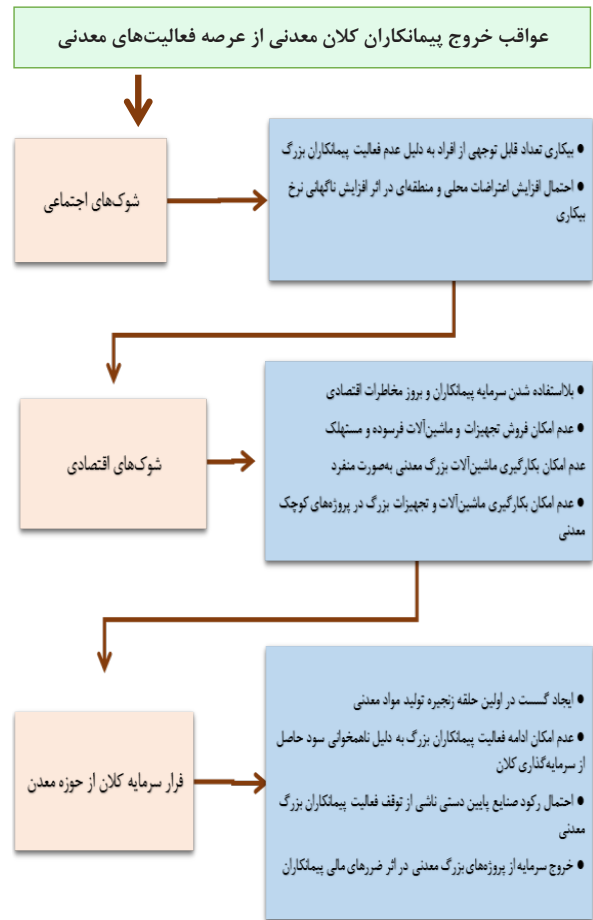 عواقب خروج پیمانکاران کلان معدنی از عرصه فعالیت‌های معدنی
شوک‌های اجتماعی
● بیکاری تعداد قابل توجهی از افراد به دلیل عدم فعالیت پیمانکاران بزرگ
● احتمال افزایش اعتراضات محلی و منطقه‌ای در اثر افزایش ناگهانی نرخ
بیکاری
شوک‌های اقتصادی
● بلااستفاده شدن سرمایه پیمانکاران و بروز مخاطرات اقتصادی
● عدم امکان فروش تجهیزات و ماشین‌آلات فرسوده و مستهلک
عدم امکان بکارگیری ماشین‌آلات بزرگ معدنی به‌صورت منفرد
● عدم امکان بکارگیری ماشین‌آلات و تجهیزات بزرگ در پروژه‌های کوچک
معدنی
فرار سرمایه کلان از حوزه معدن
● ایجاد گست در اولین حلقه زنجیره تولید مواد معدنی
● عدم امکان ادامه فعالیت پیمانکاران بزرگ به دلیل ناهمخوانی سود حاصل
از سرمایه‌گذاری کلان
● احتمال رکود صنایع پایین دستی ناشی از توقف فعالیت پیمانکاران بزرگ
معدنی
● خروج سرمایه از پروژه‌های بزرگ معدنی در اثر ضررهای مالی پیمانکاران